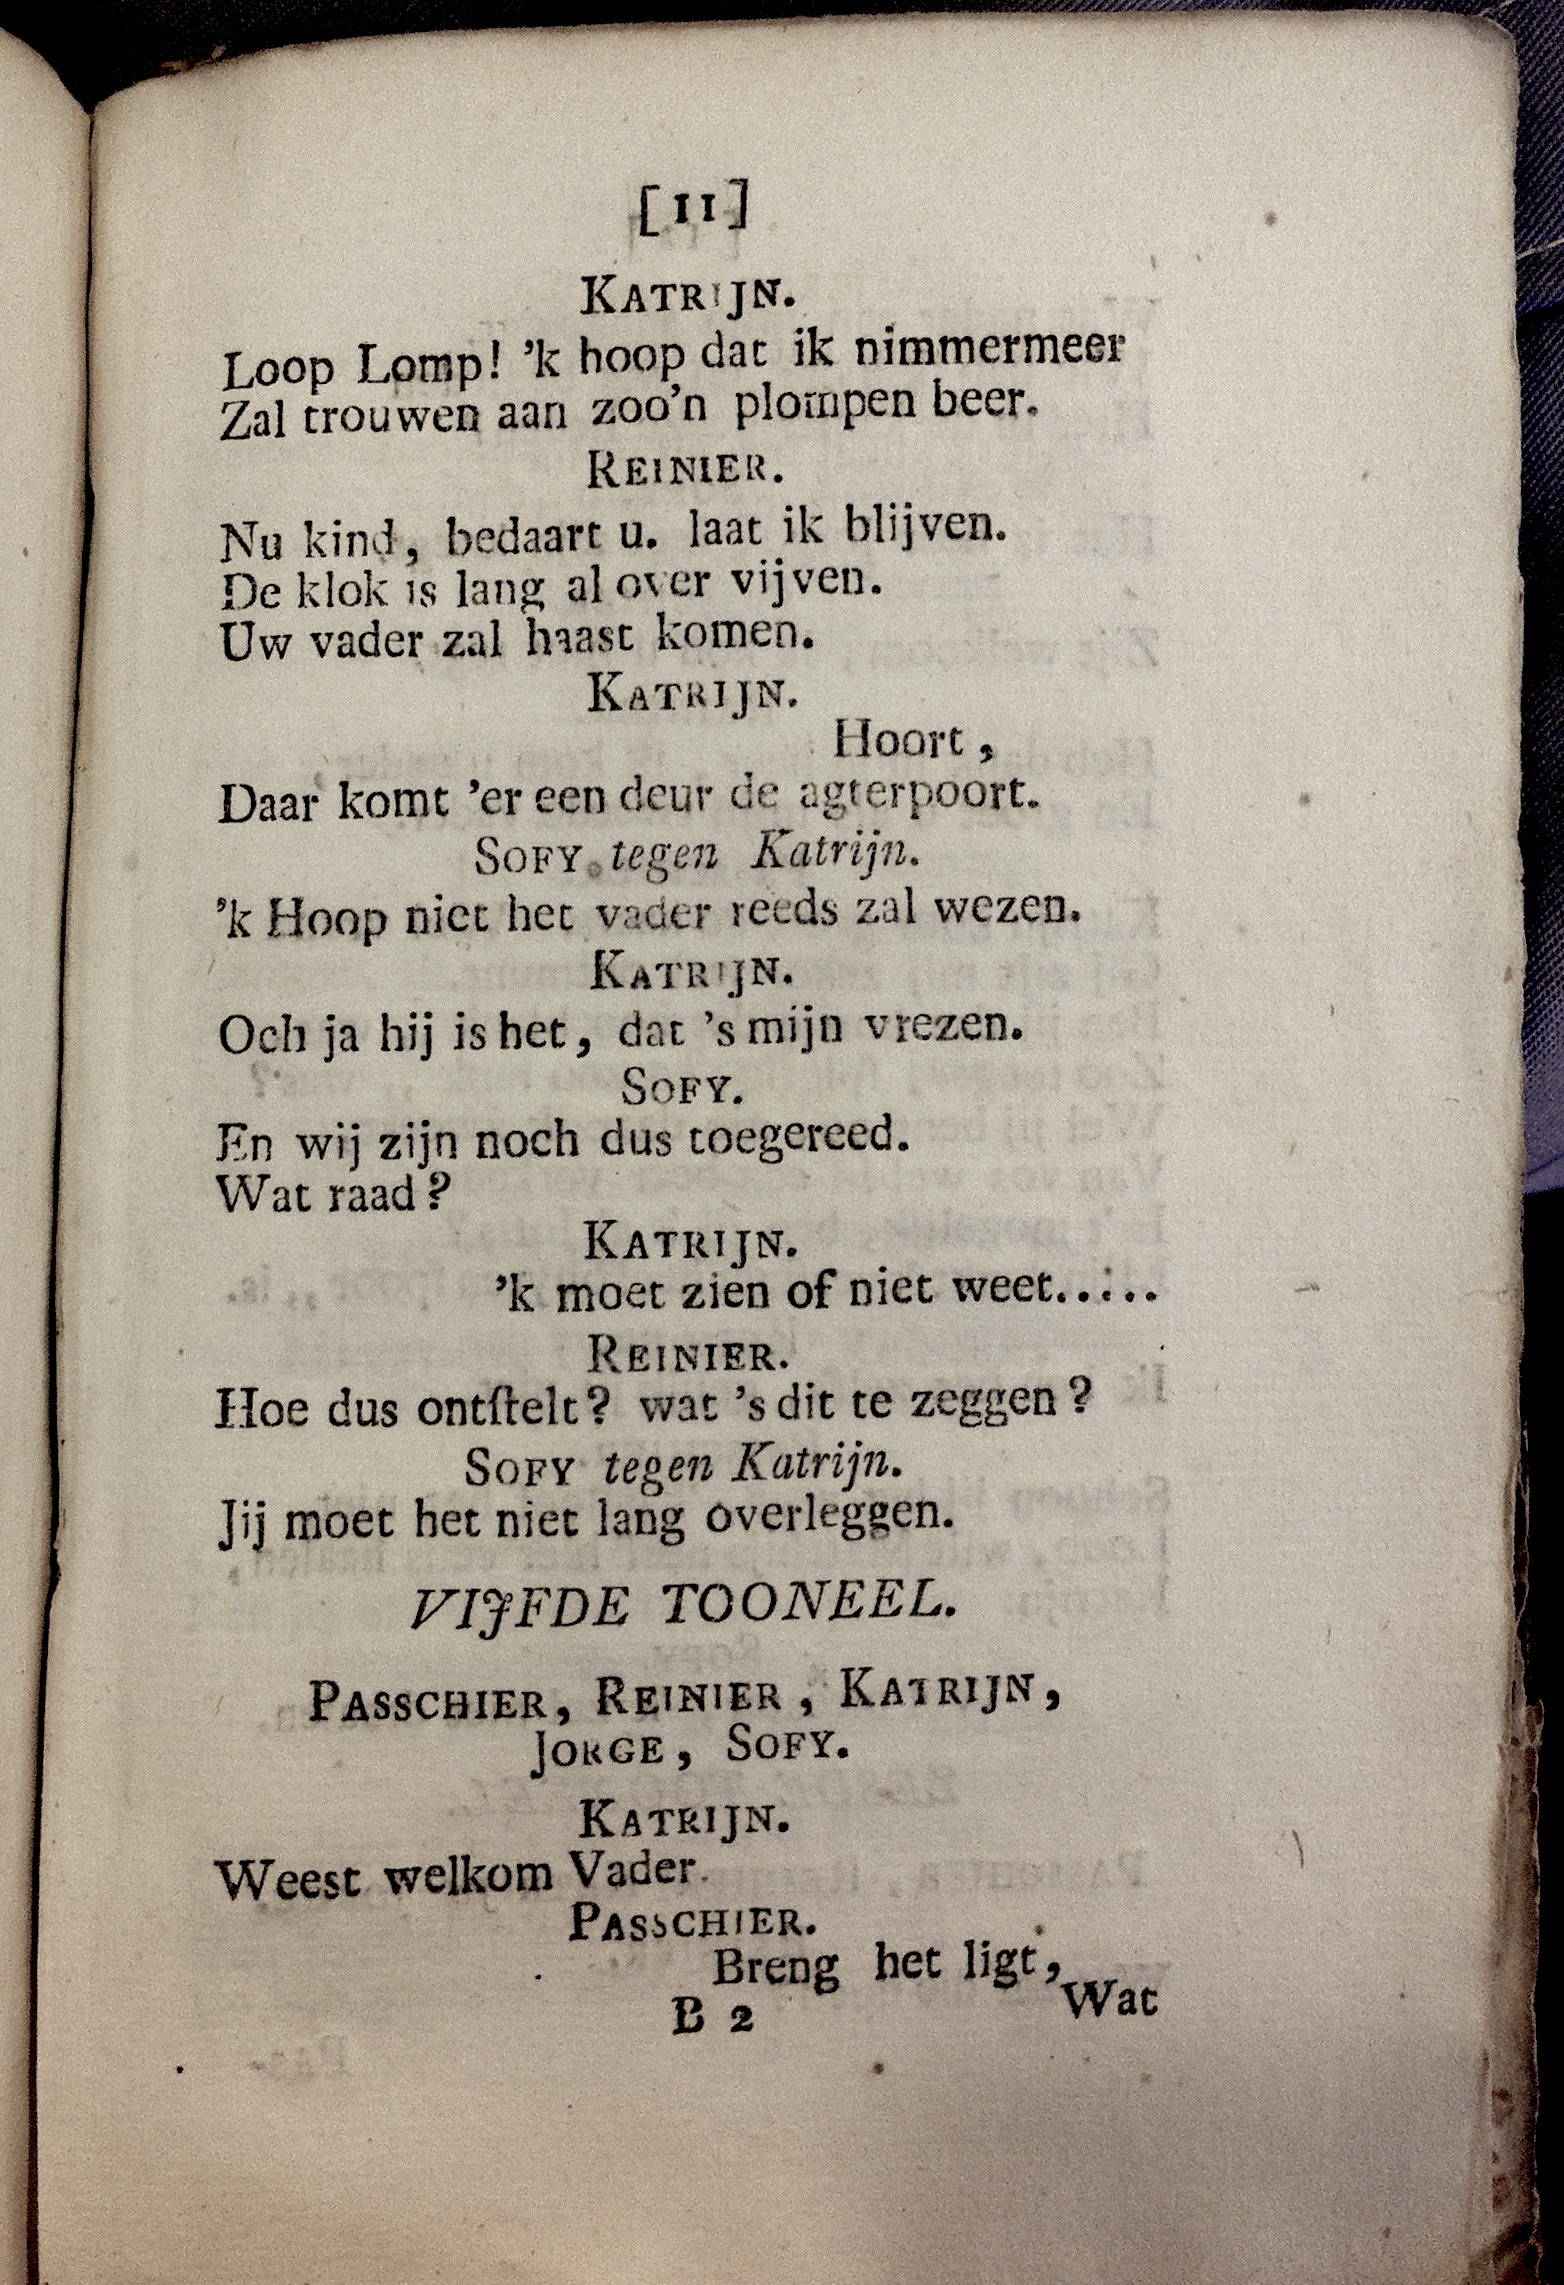 [11]
KATRIJN.
Loop Lomp! ’k hoop dat ik nimmermeer
Zal trouwen aan zoo’n plompen beer.
REINIER.
Nu kind, bedaart u. laat ik blijven.
De klok is lang al over vijven.
Uw vader zal haast komen.
KATRIJN.
Hoort,
Daar komt ’er een deur de agterpoort.
SOFY tegen Katrijn.
’k Hoop niet het vader reeds zal wezen.
KATRIJN.
Och ja hij is het, dat ’s mijn vrezen.
SOFY.
En wij zijn noch dus toegereed.
Wat raad?
KATRIJN.
’k moet zien of niet weet.....
REINIER.
Hoe dus ontſtelt? wat ’s dit te zeggen?
SOFY tegen Katrijn.
Jij moet het niet lang overleggen.
VIJFDE TOONEEL.
PASSCHIER, REINIER, KATRIJN,
JORGE, SOFY.
KATRIJN.
Weest welkom Vader.
PASSCHIER.
Breng het ligt,
B 2 Wat